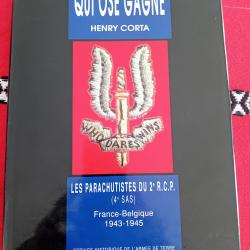 QUI OSE GAGNE
HENRY CORTA
WHO DARES WINS
LES PARACHUTISTES DU 2e R.C.P.
(4e SAS)
France-Belgique
1943-1945
SERVICE HISTORIQUE DE L'ARMEE DE TERRE